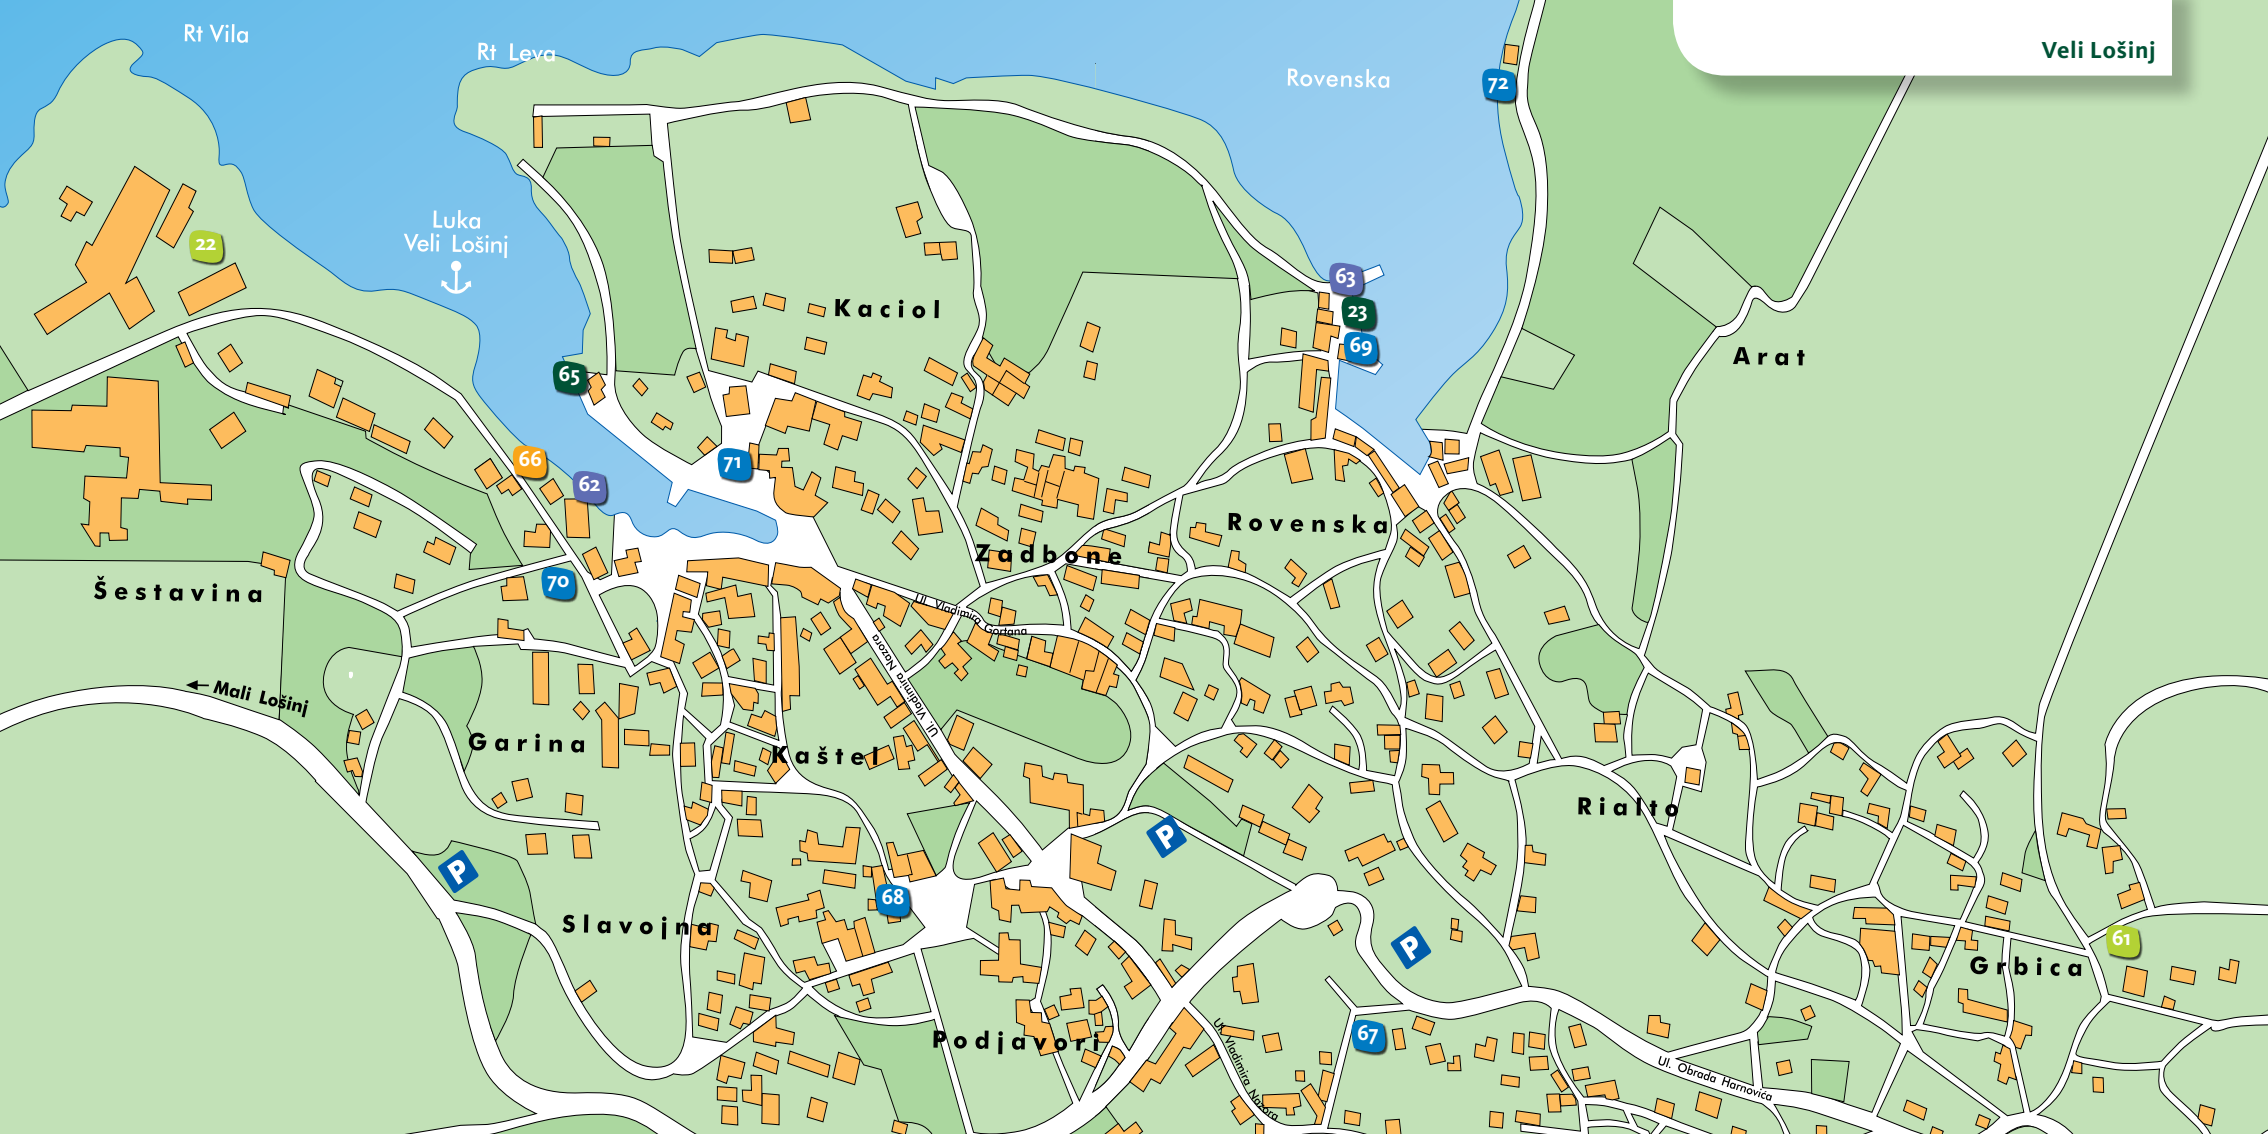 Rt Vila
Rt Leva
Rovenska
72
Veli Lošinj
Luka
Veli Lošinj
22
63
23
69
Kaciol
Arat
65
66
62
71
Rovenska
Zadbone
70
Šestavina
Ul. Vladimira Gortana
Ul. Vladimira Nazora
Mali Lošinj
Garina
Kaštel
Rialto
P
P
68
Slavojna
P
61
Grbica
Podjavori
67
Ul. Vladimira Nazora
Ul. Obrada Harnovića